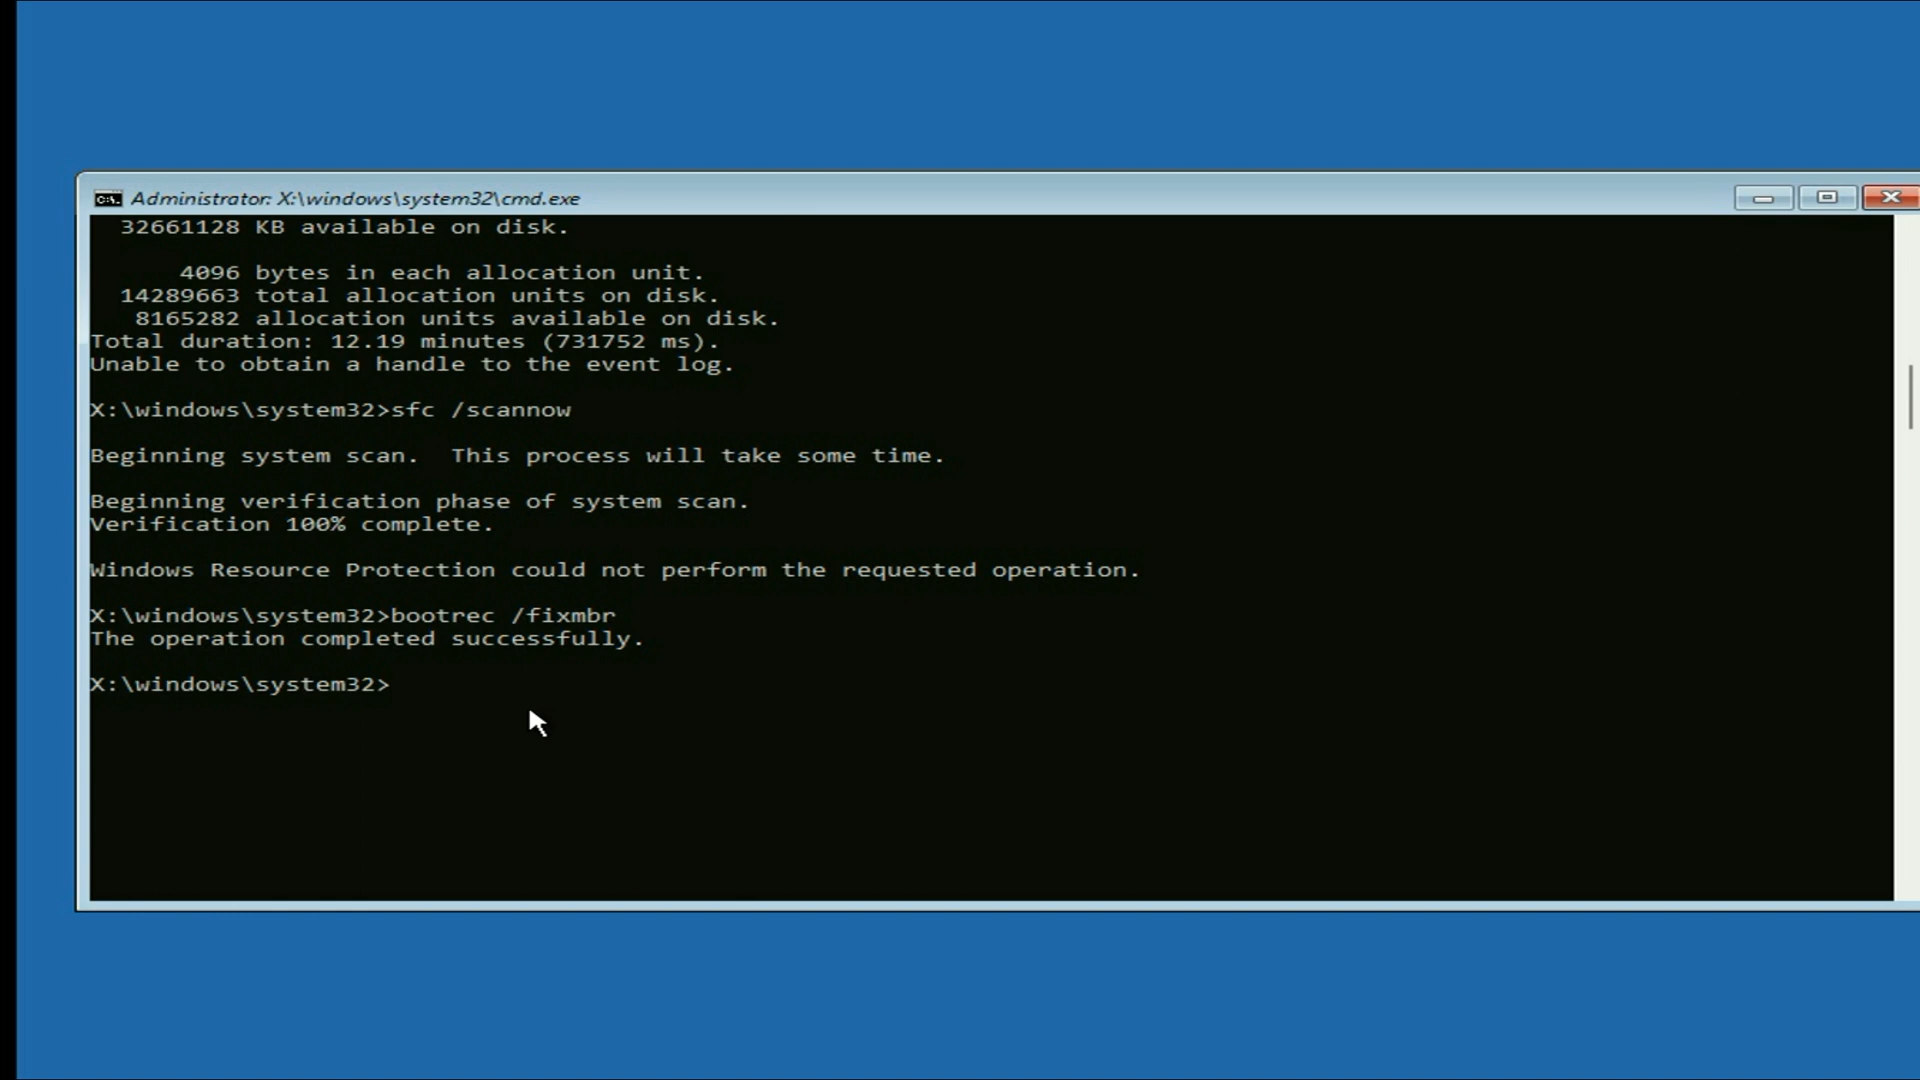 Administrator: X:\windows\system32\cmd.exe
32661128 KB available on disk.
4096 bytes in each allocation unit.
14289663 total allocation units on disk.
8165282 allocation units available on disk.
Total duration: 12.19 minutes (731752 ms).
Unable to obtain a handle to the event log.
X:\windows\system32>sfc /scannow
Beginning system scan.  This process will take some time.
Beginning verification phase of system scan.
Verification 100% complete.
Windows Resource Protection could not perform the requested operation.
X:\windows\system32>bootrec /fixmbr
The operation completed successfully.
X:\windows\system32>